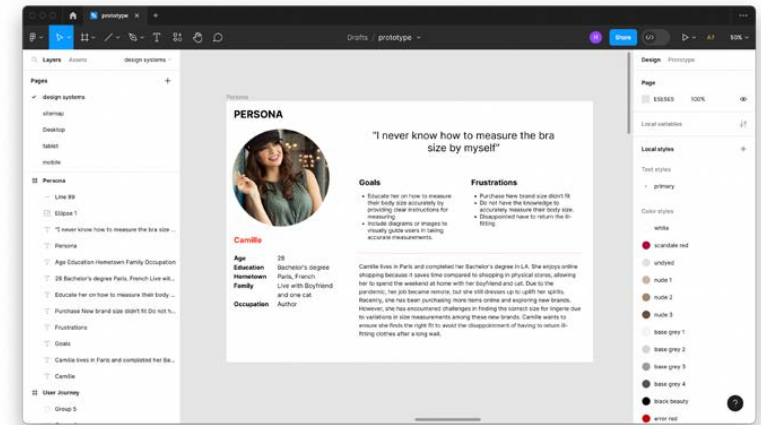 prototype
Drafts / prototype
H
Share
A?
50%
Layers
Assets
design systems
Pages
design systems
sitemap
Desktop
tablet
mobile
Persona
Line 89
Ellipse 1
"I never know how to measure the bra size ...
Persona
Age Education Hometown Family Occupation
28 Bachelor's degree Paris, French Live wit...
Educate her on how to measure their body ...
Purchase New brand size didn't fit Do not h...
Frustrations
Goals
Camille lives in Paris and completed her Ba...
Camille
User Journey
Group 5
Persona
PERSONA
"I never know how to measure the bra
size by myself"
Camille
Age 28
Education Bachelor's degree
Hometown Paris, French
Family Live with Boyfriend
and one cat
Occupation Author
Goals
Educate her on how to measure
their body size accurately by
providing clear instructions for
measuring
Include diagrams or images to
visually guide users in taking
accurate measurements.
Frustrations
Purchase New brand size didn't fit
Do not have the knowledge to
accurately measure their body size.
Disappointed have to return the ill-
fitting
Camille lives in Paris and completed her Bachelor's degree in LA. She enjoys online
shopping because it saves time compared to shopping in physical stores, allowing
her to spend the weekend at home with her boyfriend and cat. Due to the
pandemic, her job became remote, but she still dresses up to uplift her spirits.
Recently, she has been purchasing more items online and exploring new brands.
However, she has encountered challenges in finding the correct size for lingerie due
to variations in size measurements among these new brands. Camille wants to
ensure she finds the right fit to avoid the disappointment of having to return ill-
fitting clothes after a long wait.
Design
Prototype
Page
E5E5E5 100%
Local variables
Local styles
Text styles
primary
Color styles
white
scandale red
undyed
nude 1
nude 2
nude 3
base grey 1
base grey 2
base grey 3
base grey 4
black beauty
error red
?